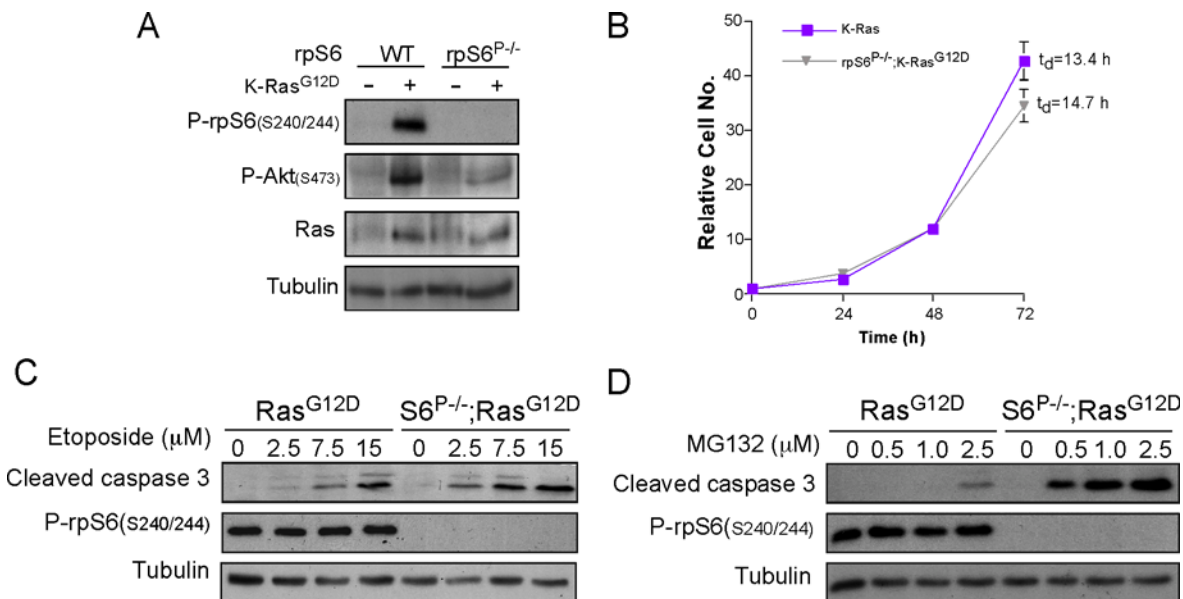 A
rpS6 WT rpS6P-/-
K-RasG12D - + - +
P-rpS6(S240/244)
P-Akt(S473)
Ras
Tubulin
B
K-Ras
rpS6P-/-;K-RasG12D
50
40
30
20
10
0
Relative Cell No.
td=13.4 h
td=14.7 h
0 24 48 72
Time (h)
C
RasG12D S6P-/-;RasG12D
Etoposide (μM) 0 2.5 7.5 15 0 2.5 7.5 15
Cleaved caspase 3
P-rpS6(S240/244)
Tubulin
D
RasG12D S6P-/-;RasG12D
MG132 (μM) 0 0.5 1.0 2.5 0 0.5 1.0 2.5
Cleaved caspase 3
P-rpS6(S240/244)
Tubulin